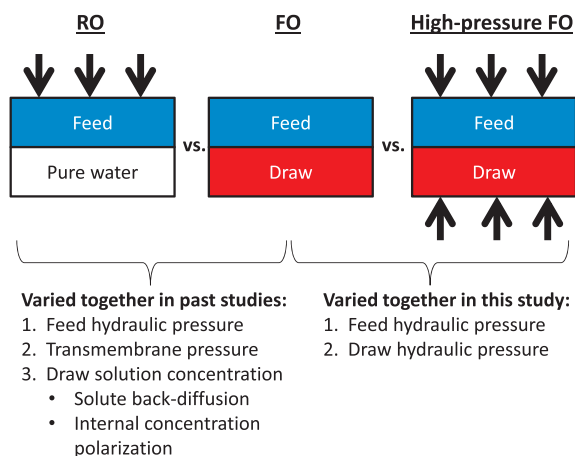 RO
FO
High-pressure FO
Feed
Feed
Feed
vs.
vs.
Pure water
Draw
Draw
Varied together in past studies:
1. Feed hydraulic pressure
2. Transmembrane pressure
3. Draw solution concentration
• Solute back-diffusion
• Internal concentration
polarization
Varied together in this study:
1. Feed hydraulic pressure
2. Draw hydraulic pressure